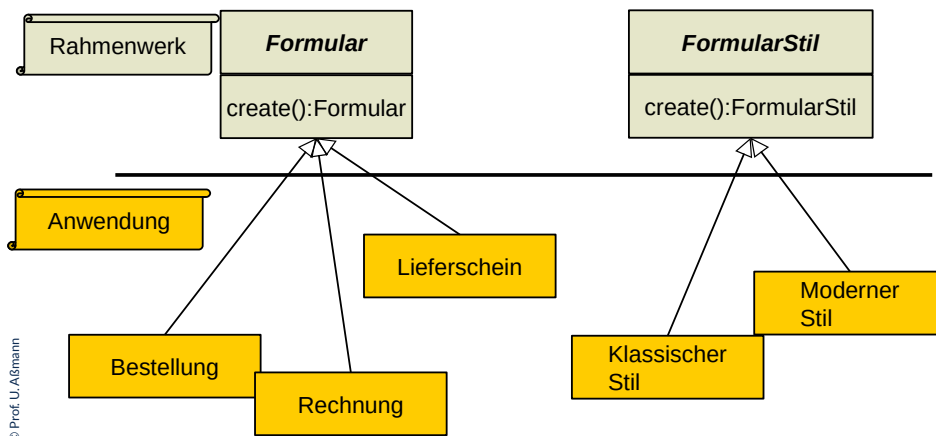 Rahmenwerk
Formular
create():Formular
FormularStil
create():FormularStil
Anwendung
Lieferschein
Moderner
Stil
Bestellung
Klassischer
Stil
Rechnung
© Prof. U. Aßmann